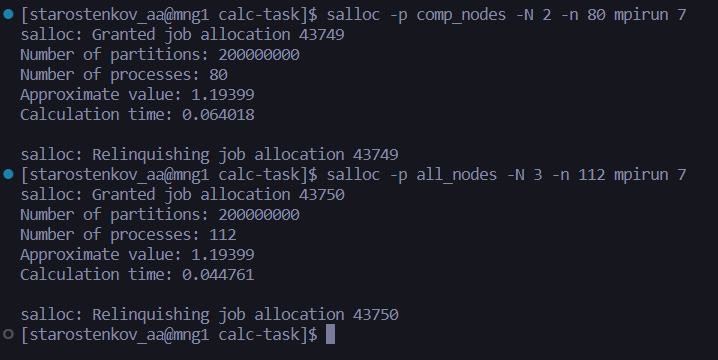 [starostenkov_aa@mng1 calc-task]$ salloc -p comp_nodes -N 2 -n 80 mpirun 7
salloc: Granted job allocation 43749
Number of partitions: 200000000
Number of processes: 80
Approximate value: 1.19399
Calculation time: 0.064018
salloc: Relinquishing job allocation 43749
[starostenkov_aa@mng1 calc-task]$ salloc -p all_nodes -N 3 -n 112 mpirun 7
salloc: Granted job allocation 43750
Number of partitions: 200000000
Number of processes: 112
Approximate value: 1.19399
Calculation time: 0.044761
salloc: Relinquishing job allocation 43750
[starostenkov_aa@mng1 calc-task]$